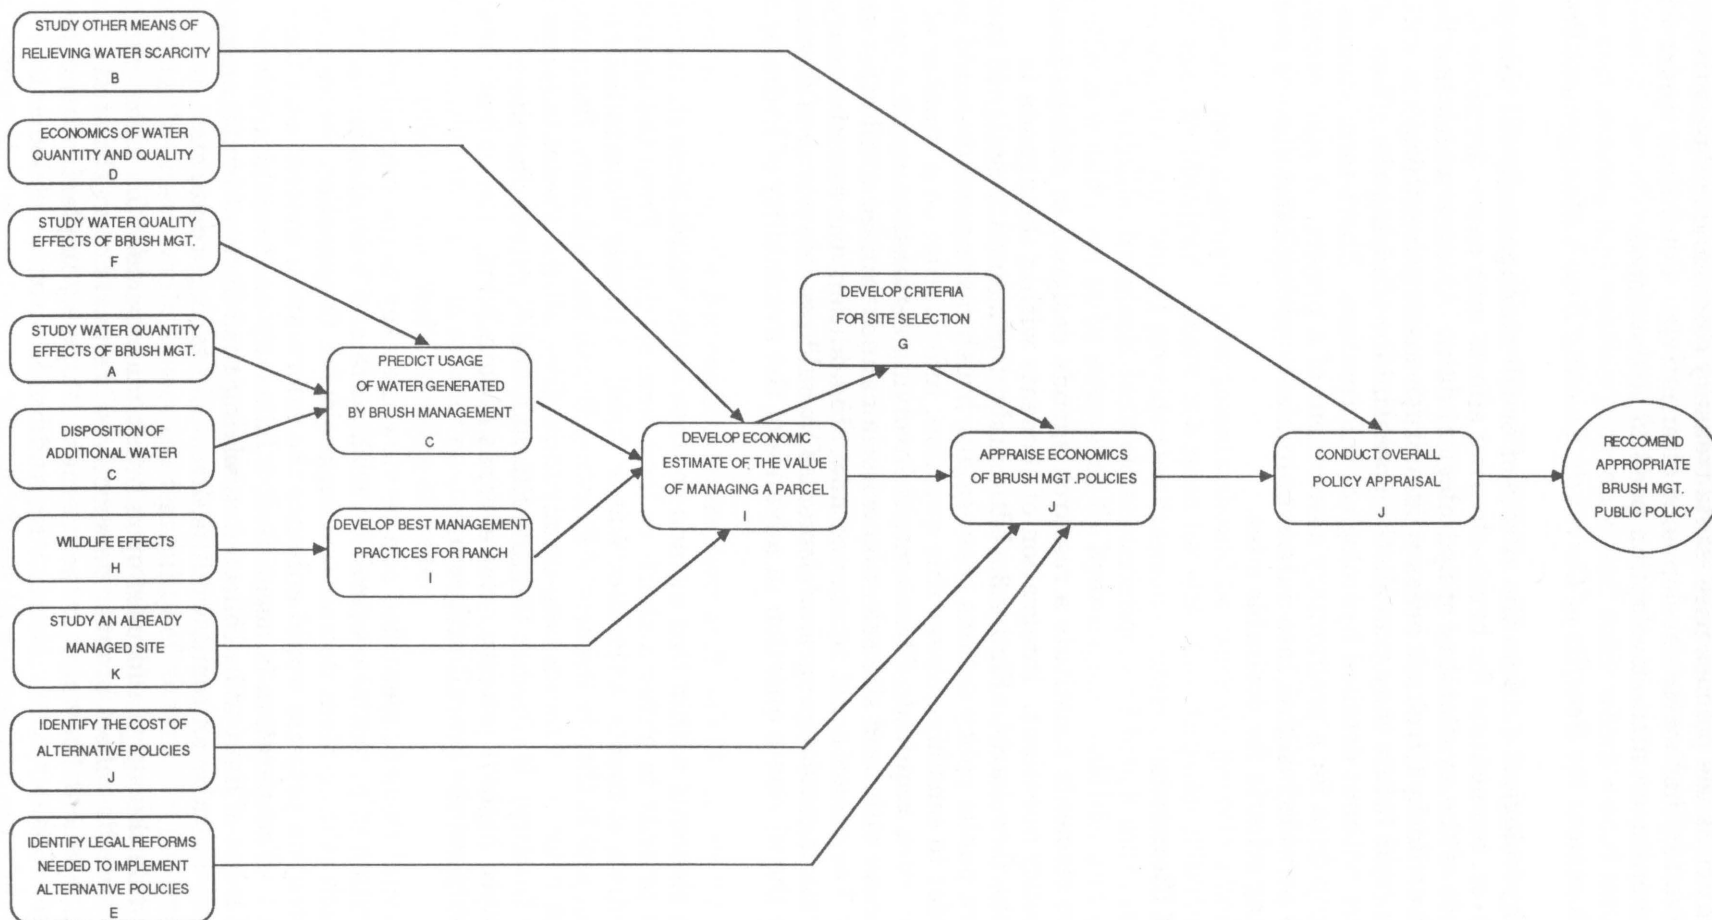 STUDY OTHER MEANS OF
RELIEVING WATER SCARCITY
B
ECONOMICS OF WATER
QUANTITY AND QUALITY
D
STUDY WATER QUALITY
EFFECTS OF BRUSH MGT.
F
STUDY WATER QUANTITY
EFFECTS OF BRUSH MGT.
A
DISPOSITION OF
ADDITIONAL WATER
C
WILDLIFE EFFECTS
H
STUDY AN ALREADY
MANAGED SITE
K
IDENTIFY THE COST OF
ALTERNATIVE POLICIES
J
IDENTIFY LEGAL REFORMS
NEEDED TO IMPLEMENT
ALTERNATIVE POLICIES
E
PREDICT USAGE
OF WATER GENERATED
BY BRUSH MANAGEMENT
C
DEVELOP BEST MANAGEMENT
PRACTICES FOR RANCH
I
DEVELOP ECONOMIC
ESTIMATE OF THE VALUE
OF MANAGING A PARCEL
I
DEVELOP CRITERIA
FOR SITE SELECTION
G
APPRAISE ECONOMICS
OF BRUSH MGT .POLICIES
J
CONDUCT OVERALL
POLICY APPRAISAL
J
RECCOMEND
APPROPRIATE
BRUSH MGT.
PUBLIC POLICY